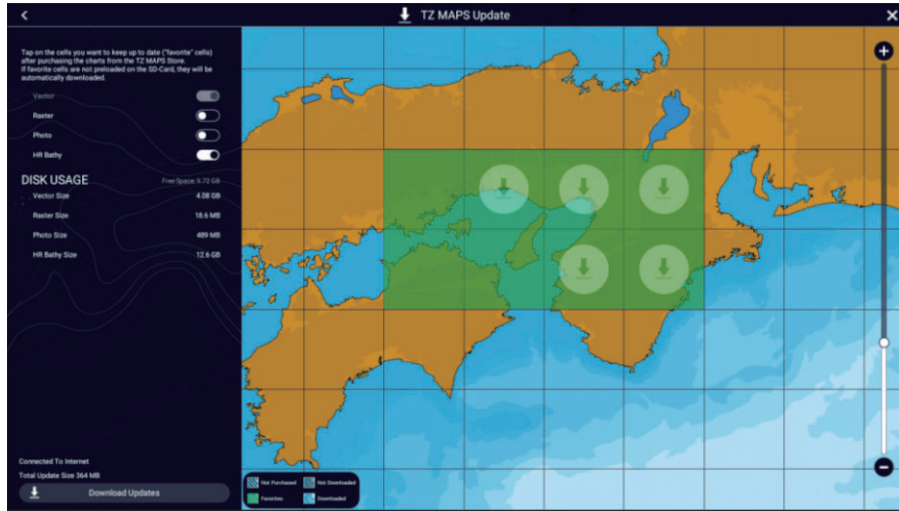 TZ MAPS Update
Tap on the cells you want to keep up to date ("favorite" cells)
after purchasing the charts from the TZ MAPS Store.
If favorite cells are not preloaded on the SD-Card, they will be
automatically downloaded.
Vector
Raster
Photo
HR Bathy
DISK USAGE Free Space: 9.72 GB
Vector Size 4.08 GB
Raster Size 18.6 MB
Photo Size 489 MB
HR Bathy Size 12.6 GB
Connected To Internet
Total Update Size 364 MB
Download Updates
Not Purchased Not Downloaded
Favorites Downloaded